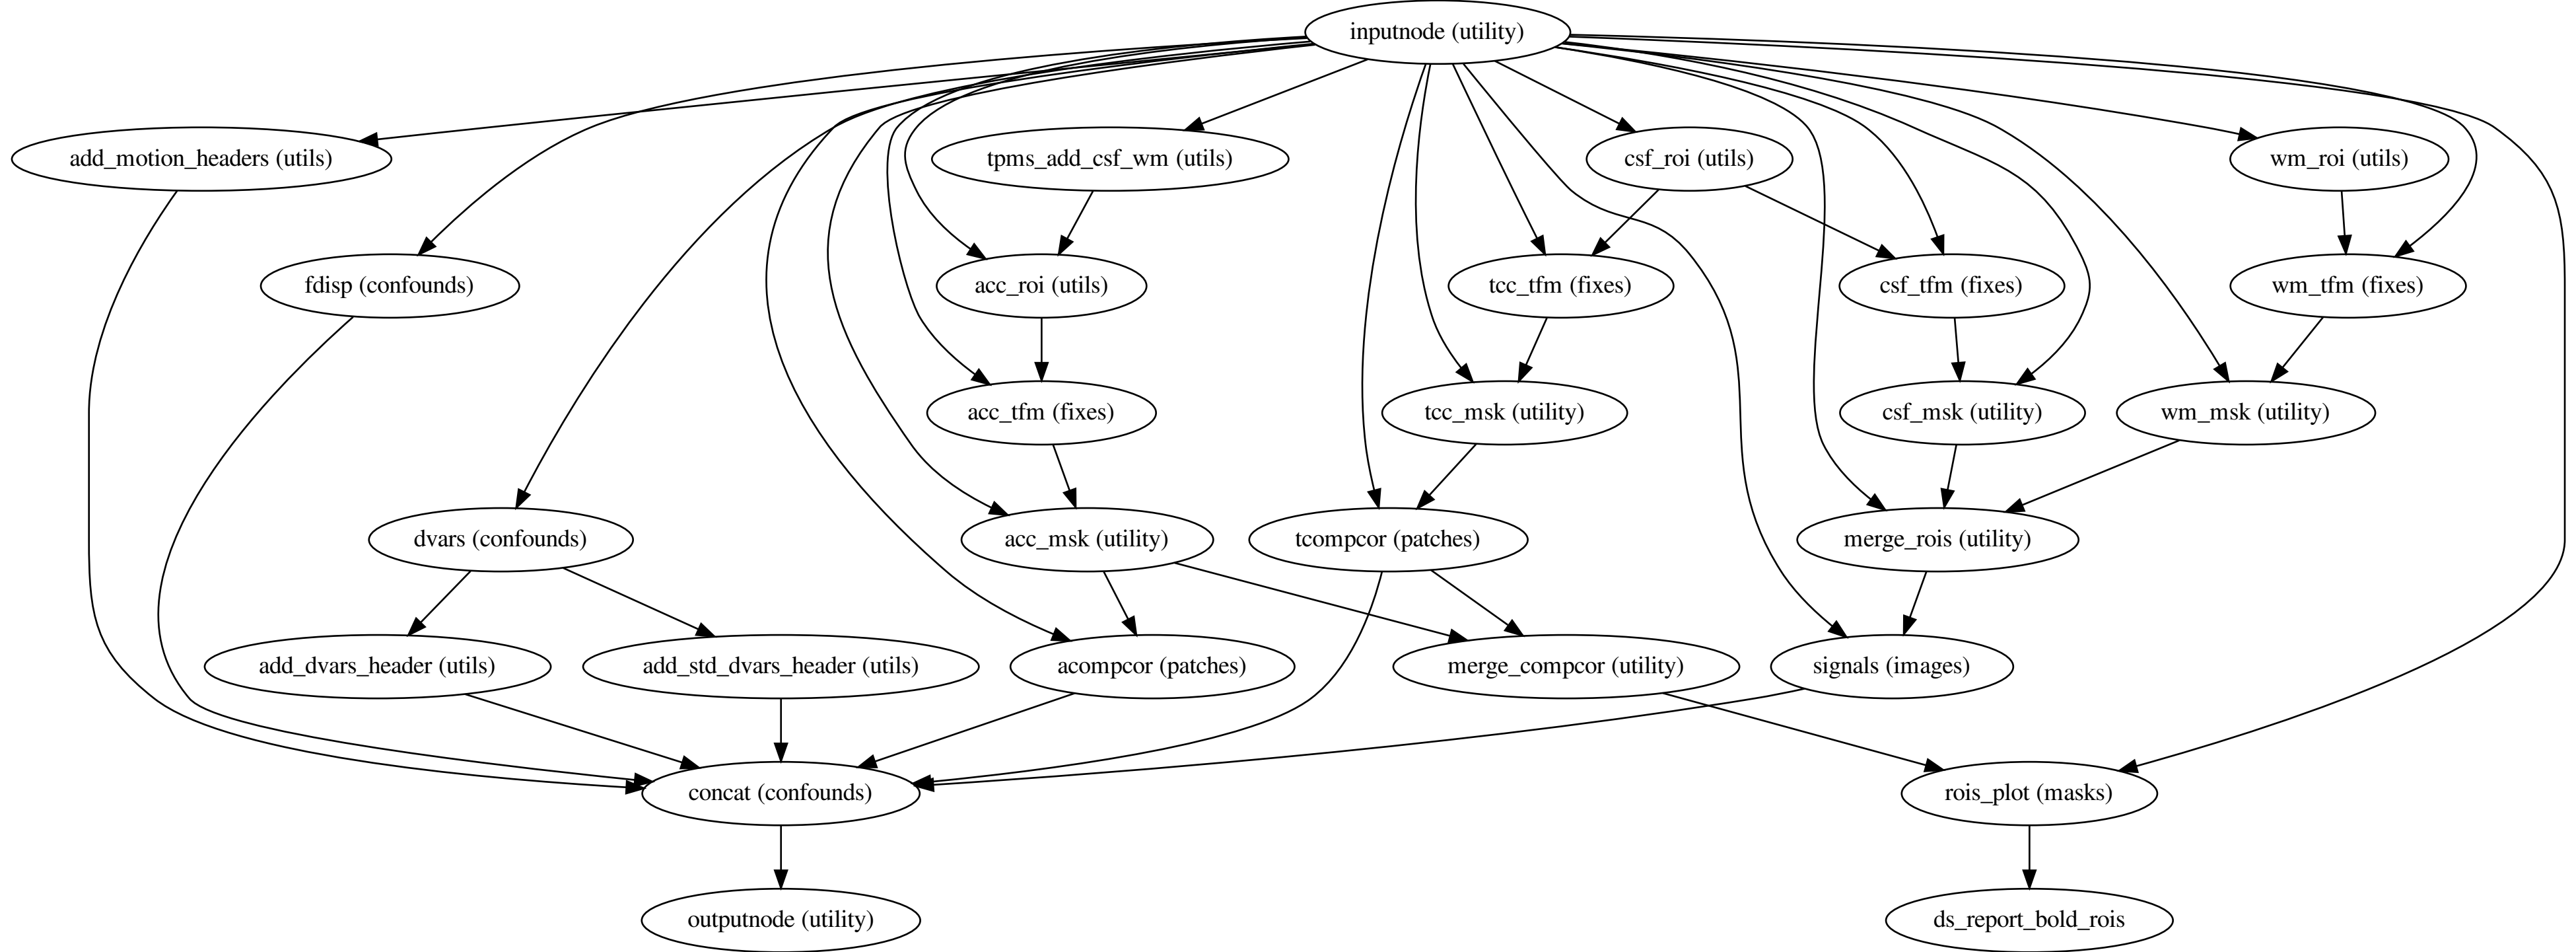 inputnode (utility)
add_motion_headers (utils)
tpms_add_csf_wm (utils)
csf_roi (utils)
wm_roi (utils)
fdisp (confounds)
acc_roi (utils)
tcc_tfm (fixes)
csf_tfm (fixes)
wm_tfm (fixes)
acc_tfm (fixes)
tcc_msk (utility)
csf_msk (utility)
wm_msk (utility)
dvars (confounds)
acc_msk (utility)
tcompcor (patches)
merge_rois (utility)
add_dvars_header (utils)
add_std_dvars_header (utils)
acompcor (patches)
merge_compcor (utility)
signals (images)
concat (confounds)
rois_plot (masks)
outputnode (utility)
ds_report_bold_rois